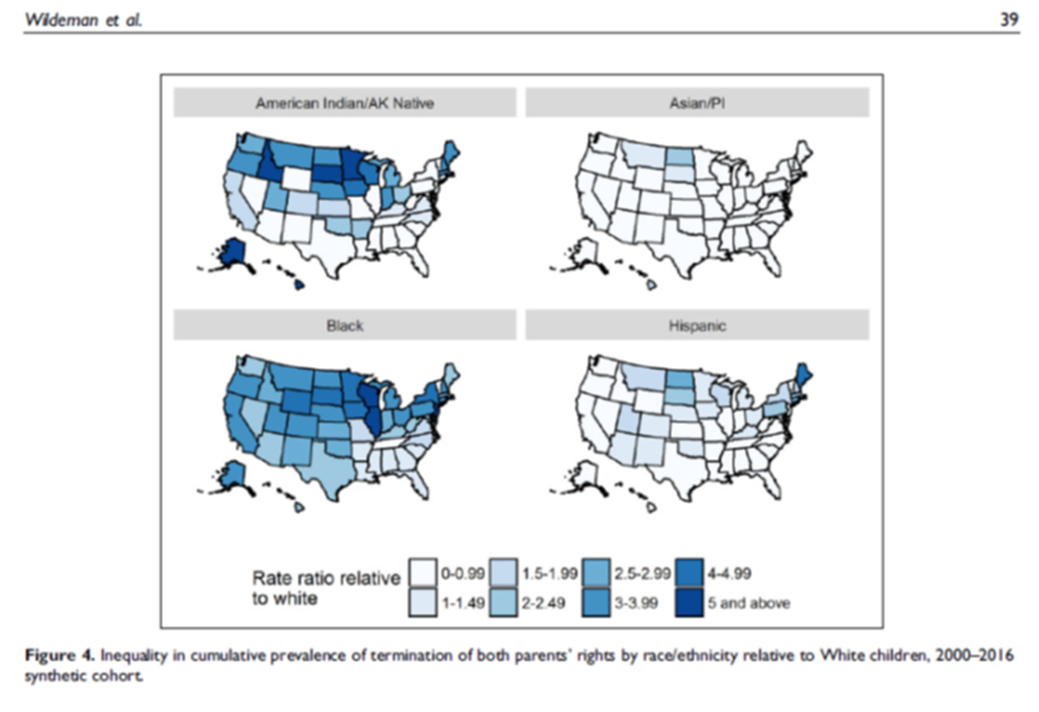 Wildeman et al. 39
American Indian/AK Native Asian/PI
Black Hispanic
Rate ratio relative
to white
0-0.99 1.5-1.99 2.5-2.99 4-4.99
1-1.49 2-2.49 3-3.99 5 and above
Figure 4. Inequality in cumulative prevalence of termination of both parents' rights by race/ethnicity relative to White children, 2000–2016
synthetic cohort.